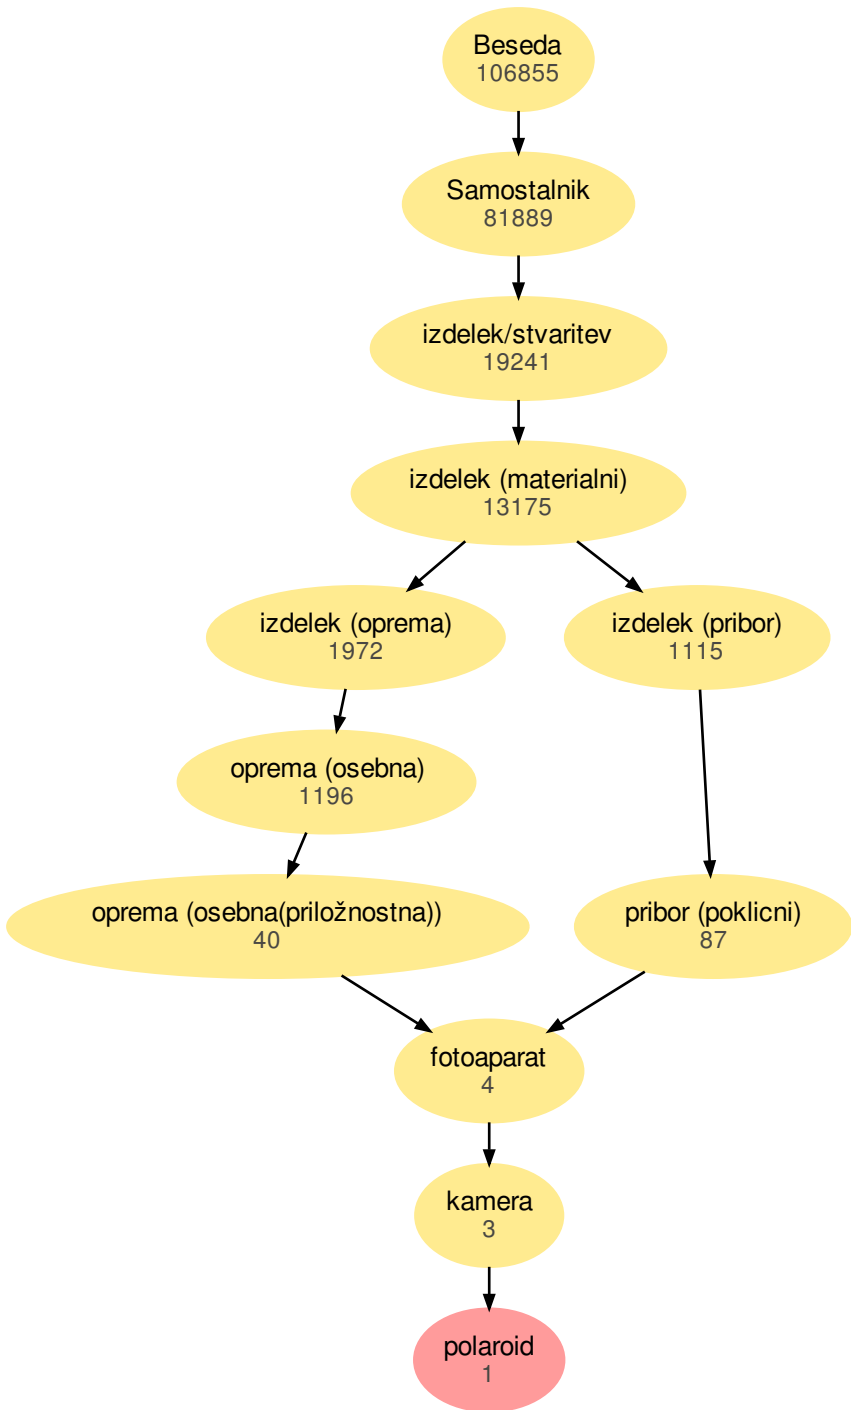 Beseda
106855
Samostalnik
81889
izdelek/stvaritev
19241
izdelek (materialni)
13175
izdelek (oprema)
1972
izdelek (pribor)
1115
oprema (osebna)
1196
oprema (osebna(priložnostna))
40
pribor (poklicni)
87
fotoaparat
4
kamera
3
polaroid
1